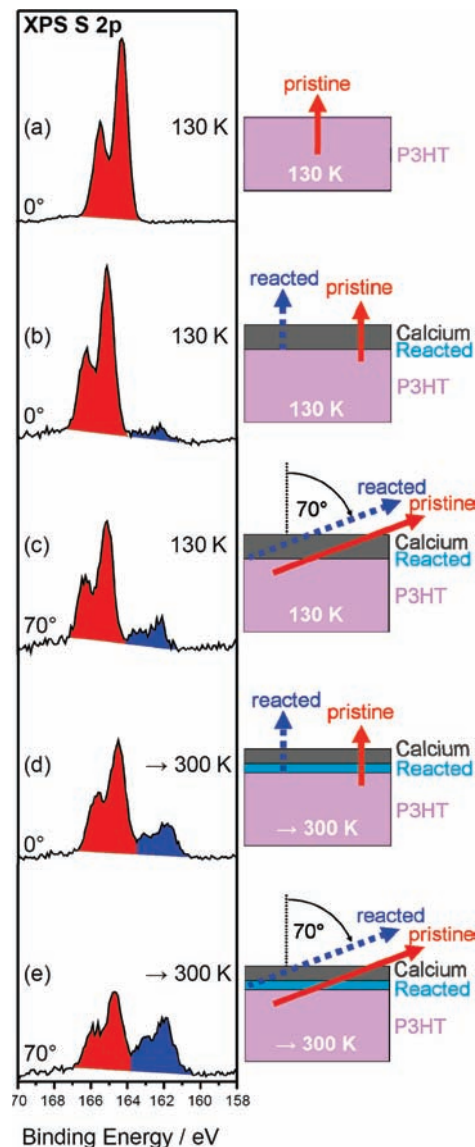 XPS S 2p
(a)
130 K
0°
pristine
P3HT
130 K
(b)
130 K
0°
reacted
pristine
Calcium
Reacted
P3HT
130 K
(c)
130 K
70°
70°
reacted
pristine
Calcium
Reacted
P3HT
130 K
(d)
→ 300 K
0°
reacted
pristine
Calcium
Reacted
P3HT
→ 300 K
(e)
→ 300 K
70°
70°
reacted
pristine
Calcium
Reacted
P3HT
→ 300 K
70 168 166 164 162 160 158
Binding Energy / eV